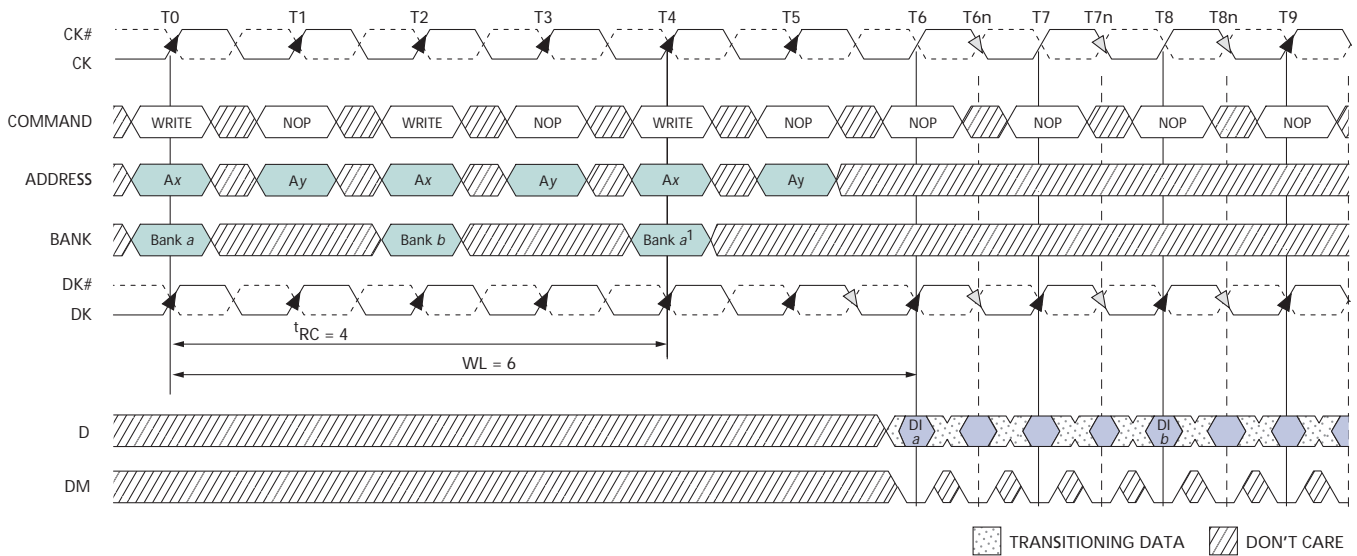 T0 T1 T2 T3 T4 T5 T6 T6n T7 T7n T8 T8n T9
CK#
CK
COMMAND WRITE NOP WRITE NOP WRITE NOP NOP NOP NOP NOP
ADDRESS Ax Ay Ax Ay Ax Ay
BANK Bank a Bank b Bank a¹
DK#
DK
ᵗRC = 4
WL = 6
D DI a DI b
DM
TRANSITIONING DATA DON'T CARE